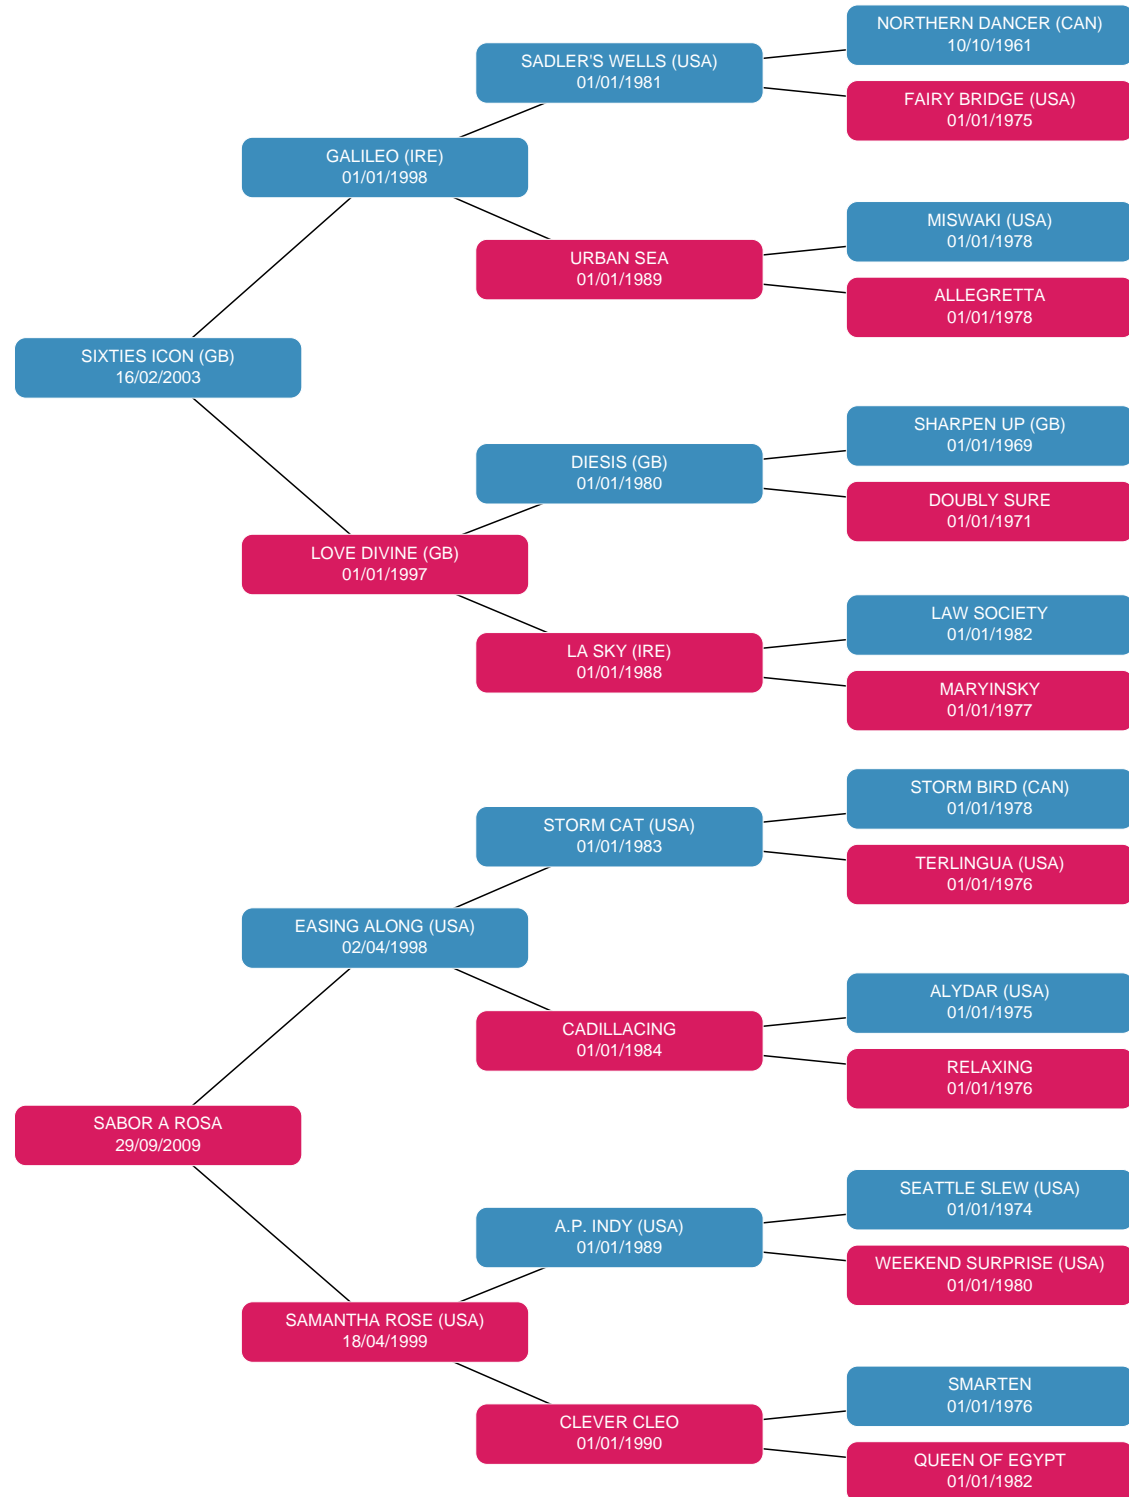 NORTHERN DANCER (CAN)
10/10/1961
SADLER'S WELLS (USA)
01/01/1981
FAIRY BRIDGE (USA)
01/01/1975
GALILEO (IRE)
01/01/1998
MISWAKI (USA)
01/01/1978
URBAN SEA
01/01/1989
ALLEGRETTA
01/01/1978
SIXTIES ICON (GB)
16/02/2003
SHARPEN UP (GB)
01/01/1969
DIESIS (GB)
01/01/1980
DOUBLY SURE
01/01/1971
LOVE DIVINE (GB)
01/01/1997
LAW SOCIETY
01/01/1982
LA SKY (IRE)
01/01/1988
MARYINSKY
01/01/1977
STORM BIRD (CAN)
01/01/1978
STORM CAT (USA)
01/01/1983
TERLINGUA (USA)
01/01/1976
EASING ALONG (USA)
02/04/1998
ALYDAR (USA)
01/01/1975
CADILLACING
01/01/1984
RELAXING
01/01/1976
SABOR A ROSA
29/09/2009
SEATTLE SLEW (USA)
01/01/1974
A.P. INDY (USA)
01/01/1989
WEEKEND SURPRISE (USA)
01/01/1980
SAMANTHA ROSE (USA)
18/04/1999
SMARTEN
01/01/1976
CLEVER CLEO
01/01/1990
QUEEN OF EGYPT
01/01/1982